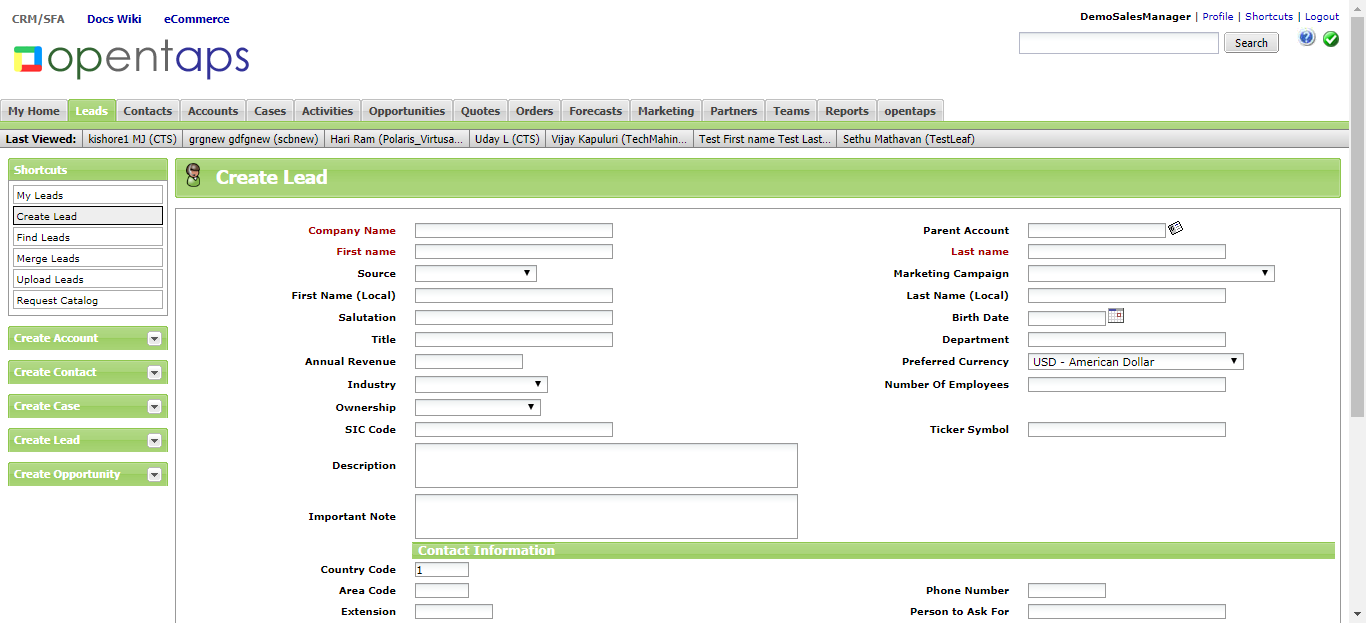 CRM/SFA Docs Wiki eCommerce
DemoSalesManager | Profile | Shortcuts | Logout
opentaps
Search
My Home Leads Contacts Accounts Cases Activities Opportunities Quotes Orders Forecasts Marketing Partners Teams Reports opentaps
Last Viewed: kishore1 MJ (CTS) grgnew gdfgnew (scbnew) Hari Ram (Polaris_Virtusa... Uday L (CTS) Vijay Kapuluri (TechMahin... Test First name Test Last... Sethu Mathavan (TestLeaf)
Shortcuts
My Leads
Create Lead
Find Leads
Merge Leads
Upload Leads
Request Catalog
Create Account
Create Contact
Create Case
Create Lead
Create Opportunity
Create Lead
Company Name Parent Account
First name Last name
Source Marketing Campaign
First Name (Local) Last Name (Local)
Salutation Birth Date
Title Department
Annual Revenue Preferred Currency USD - American Dollar
Industry Number Of Employees
Ownership
SIC Code Ticker Symbol
Description
Important Note
Contact Information
Country Code 1
Area Code Phone Number
Extension Person to Ask For